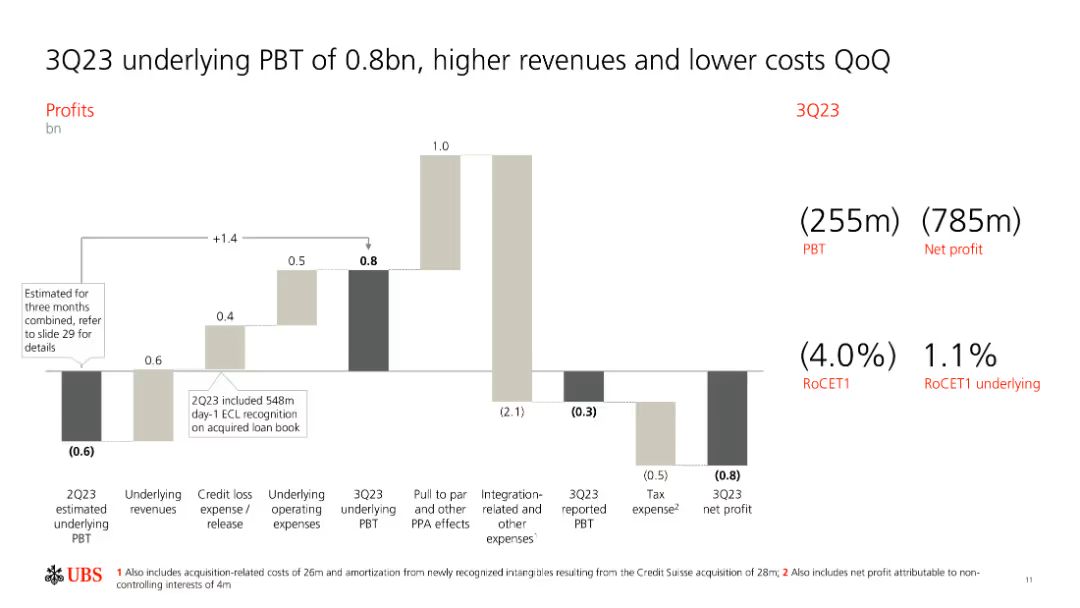 3Q23 underlying PBT of 0.8bn, higher revenues and lower costs QoQ
Profits
bn
3Q23
1.0
+1.4
0.5
0.8
Estimated for
three months
combined, refer
to slide 29 for
details
0.4
0.6
2Q23 included 548m
day-1 ECL recognition
on acquired loan book
(0.6)
(2.1)
(0.3)
(0.5)
(0.8)
2Q23
estimated
underlying
PBT
Underlying
revenues
Credit loss
expense /
release
Underlying
operating
expenses
3Q23
underlying
PBT
Pull to par
and other
PPA effects
Integration-
related and
other
expenses¹
3Q23
reported
PBT
Tax
expense²
3Q23
net profit
(255m)
PBT
(785m)
Net profit
(4.0%)
RoCET1
1.1%
RoCET1 underlying
UBS
1 Also includes acquisition-related costs of 26m and amortization from newly recognized intangibles resulting from the Credit Suisse acquisition of 28m; 2 Also includes net profit attributable to non-
controlling interests of 4m
11